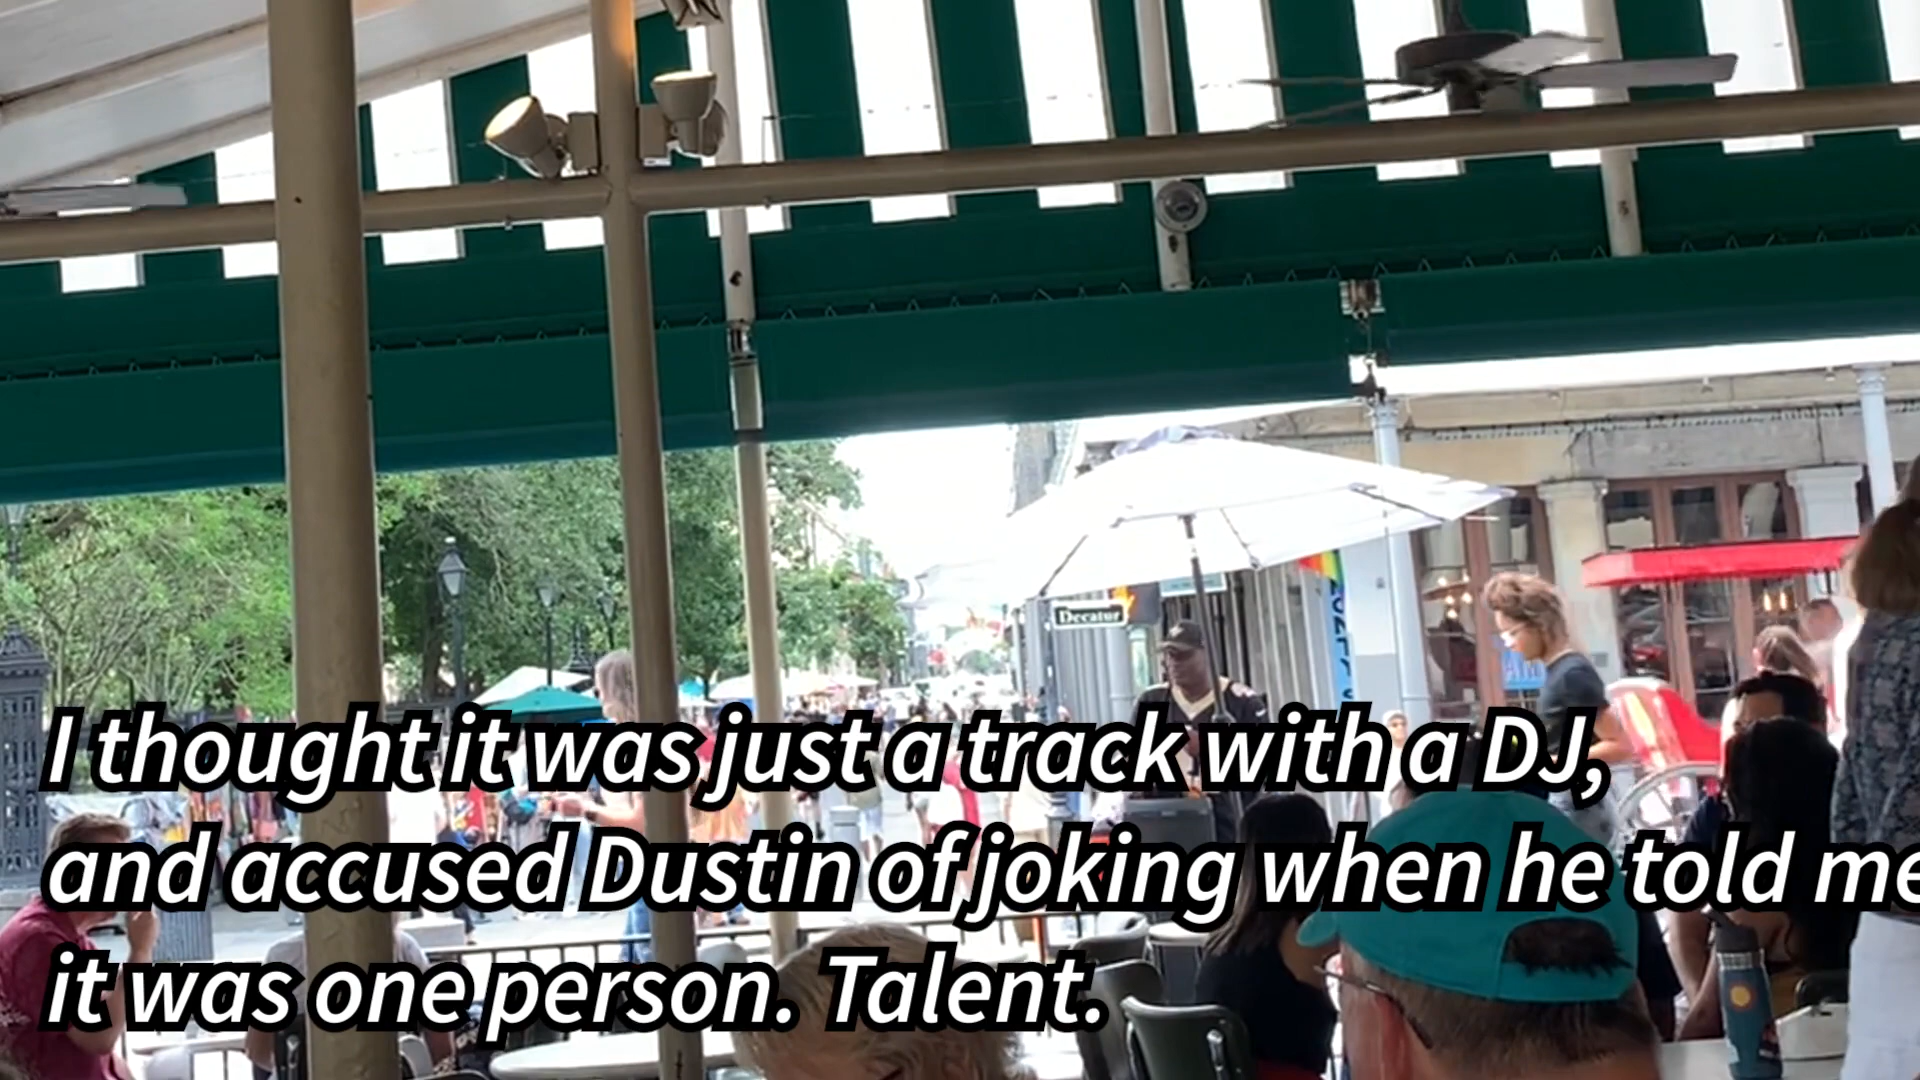 Decatur
I thought it was just a track with a DJ,
and accused Dustin of joking when he told me
it was one person. Talent.